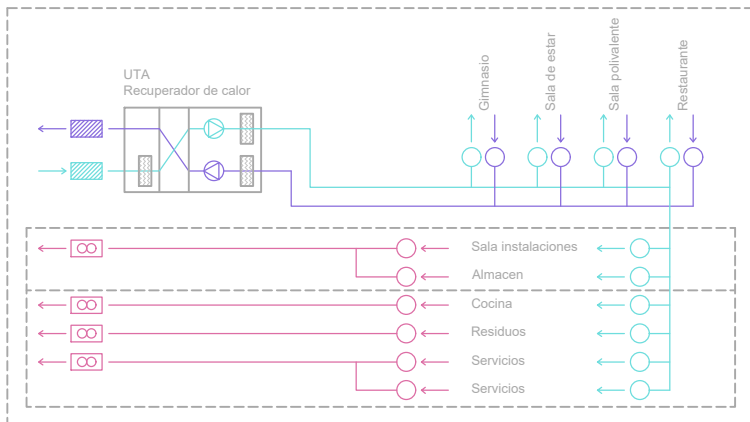 UTA
Recuperador de calor
Gimnasio
Sala de estar
Sala polivalente
Restaurante
Sala instalaciones
Almacen
Cocina
Residuos
Servicios
Servicios